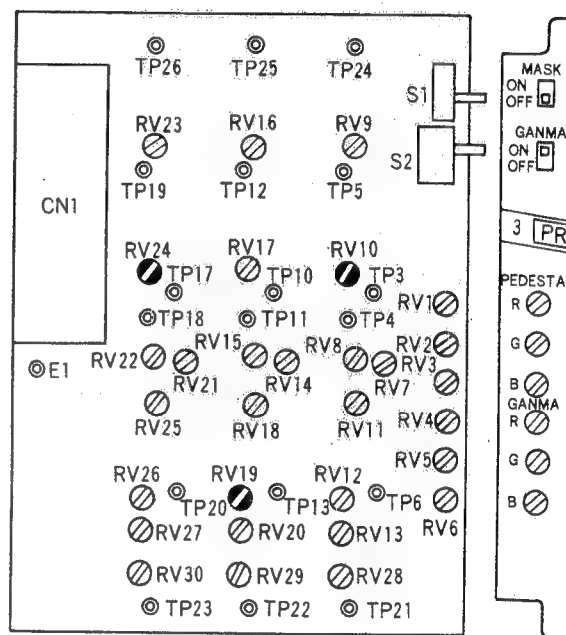 TP26 TP25 TP24
S1
RV23 RV16 RV9
S2
TP19 TP12 TP5
CN1
RV24 RV17 RV10
TP17 TP10 TP3
RV1
TP18 TP11 TP4
RV22 RV15 RV8 RV2
RV3
E1
RV21 RV14 RV7
RV25 RV18 RV11 RV4
RV5
RV26 RV19 RV12
TP20 TP13 TP6
RV6
RV27 RV20 RV13
RV30 RV29 RV28
TP23 TP22 TP21
MASK
ON
OFF
GANMA
ON
OFF
3 PR
PEDESTA
R
G
B
GANMA
R
G
B